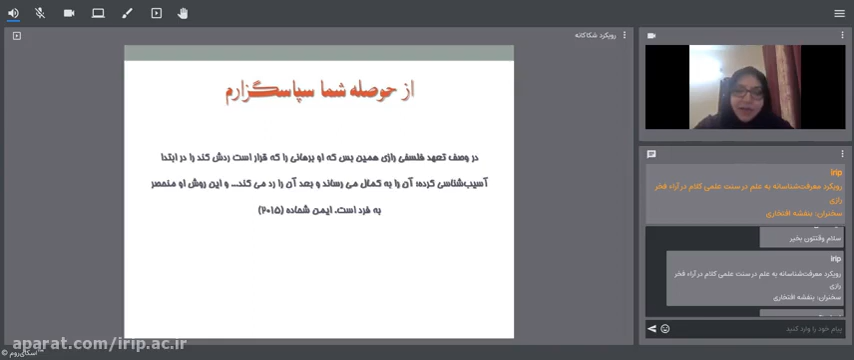 رویکرد شکاکانه
از حوصله شما سپاسگزارم
در وصف تعهد فلسفی رازی همین بس که او برهانی را که قرار است ردش کند را در ابتدا
آسیب‌شناسی کرده؛ آن را به کمال می رساند و بعد آن را رد می کند... و این روش او منحصر
به فرد است. ایمن شحاده (۲۰۱۵)
irip
رویکرد معرفت‌شناسانه به علم در سنت علمی کلام در آراء فخر
رازی
سخنران: بنفشه افتخاری
سلام وقتتون بخیر
irip
رویکرد معرفت‌شناسانه به علم در سنت علمی کلام در آراء فخر
رازی
سخنران: بنفشه افتخاری
پیام خود را وارد کنید
aparat.com/irip.ac.ir
© اسکای‌روم™